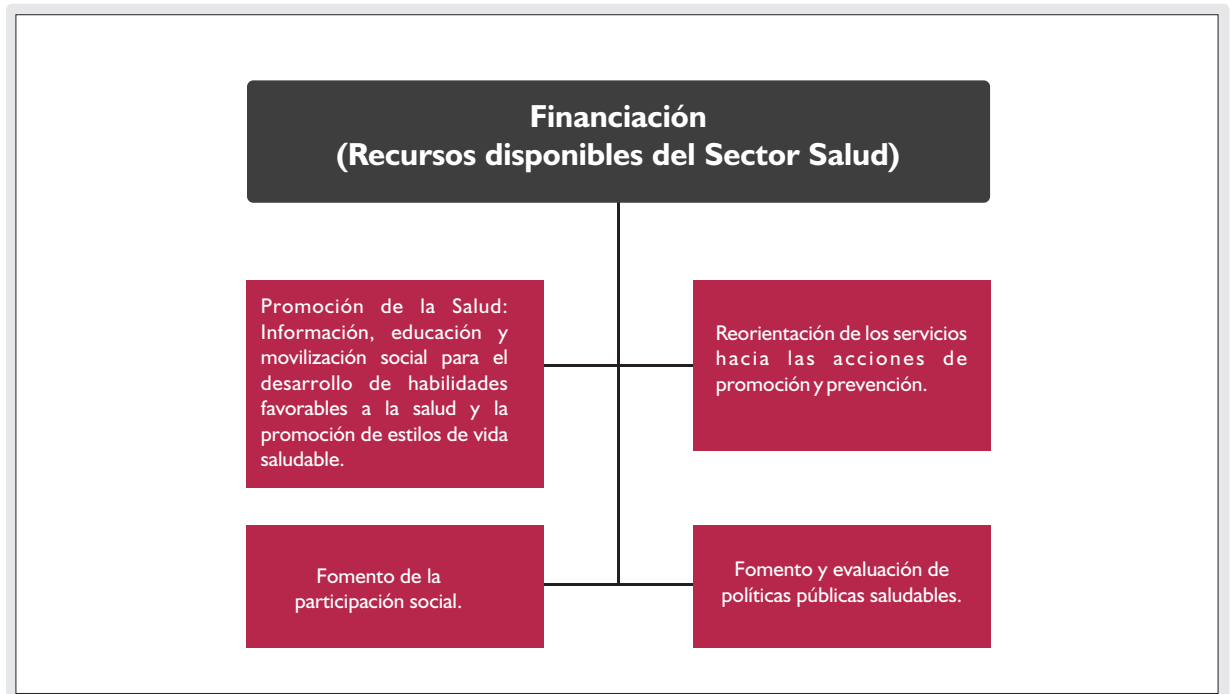 Financiación
(Recursos disponibles del Sector Salud)
Promoción de la Salud:
Información, educación y
movilización social para el
desarrollo de habilidades
favorables a la salud y la
promoción de estilos de vida
saludable.
Reorientación de los servicios
hacia las acciones de
promoción y prevención.
Fomento de la
participación social.
Fomento y evaluación de
políticas públicas saludables.